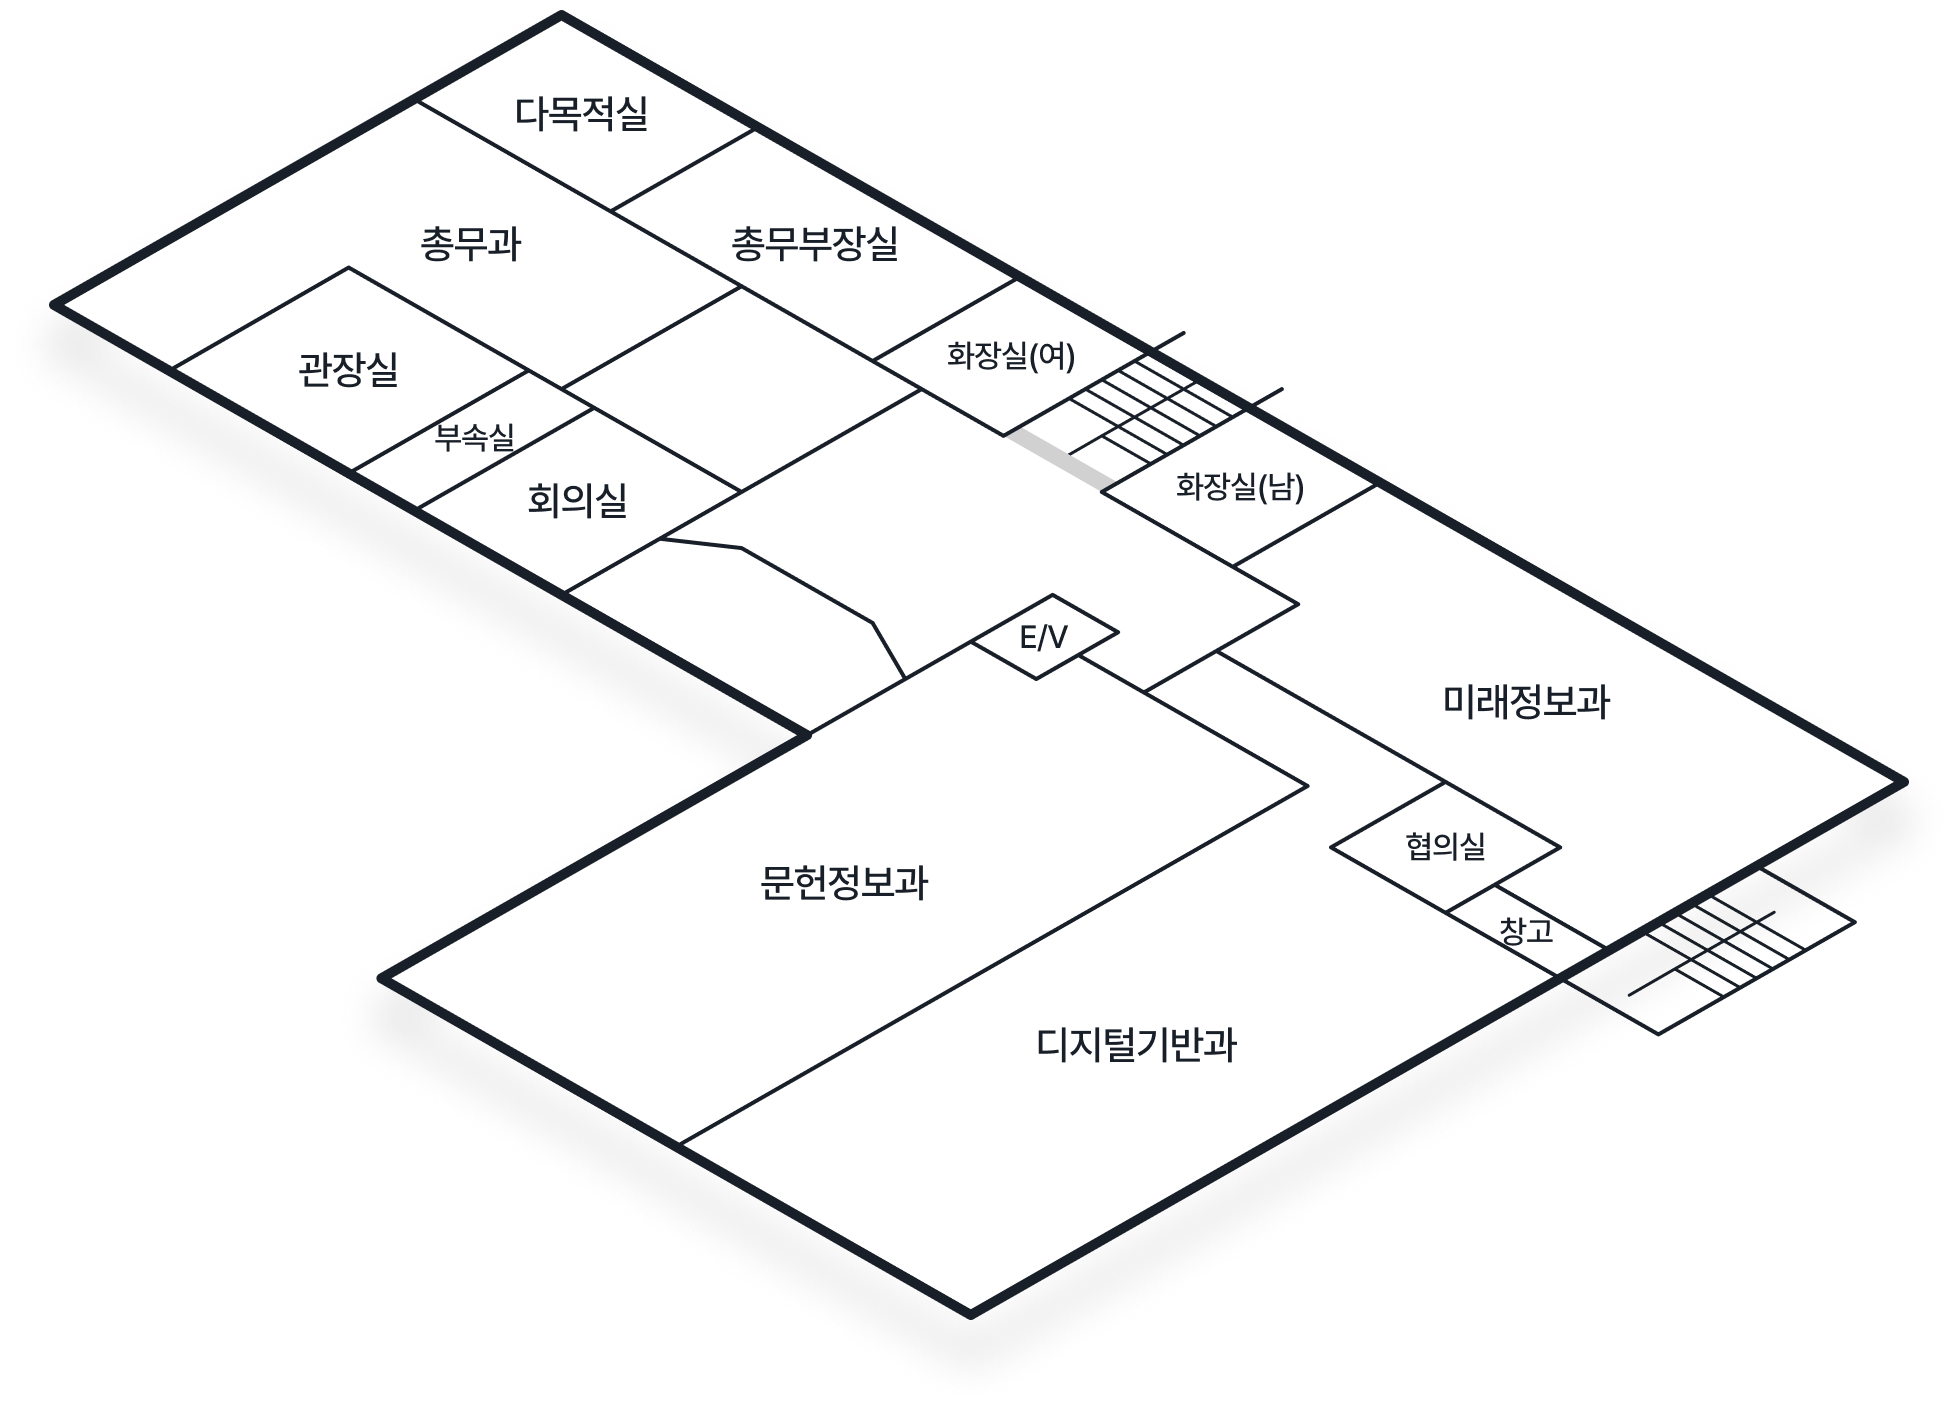 다목적실
총무과
총무부장실
화장실(여)
관장실
부속실
회의실
화장실(남)
E/V
미래정보과
협의실
문헌정보과
창고
디지털기반과